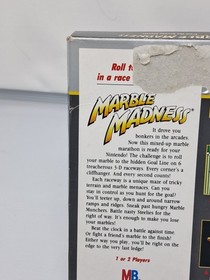 Roll t
in a race
MARBLE
MADNESS
It drove you
bonkers in the arcades.
Now this mixed-up marble
marathon is ready for your
Nintendo! The challenge is to roll
your marble to the hidden Goal Line in 6
treacherous 3-D raceways. Every corner's a
cliffhanger. And every second counts!
Each raceway is a unique maze of tricky
terrain and marble menaces. Can you
stay in control as you go for the finish?
You'll teeter up, down and around narrow
ramps and ridges. Sneak past hungry Marble
Munchers. Battle nasty Steelies for the
right of way. It's enough to make you lose
your marbles!
Beat the clock in a battle against time.
Or fight a friend's marble to the finish!
Either way you play, you'll be right on the
edge to the very last turn!
1 or 2 Players
MB